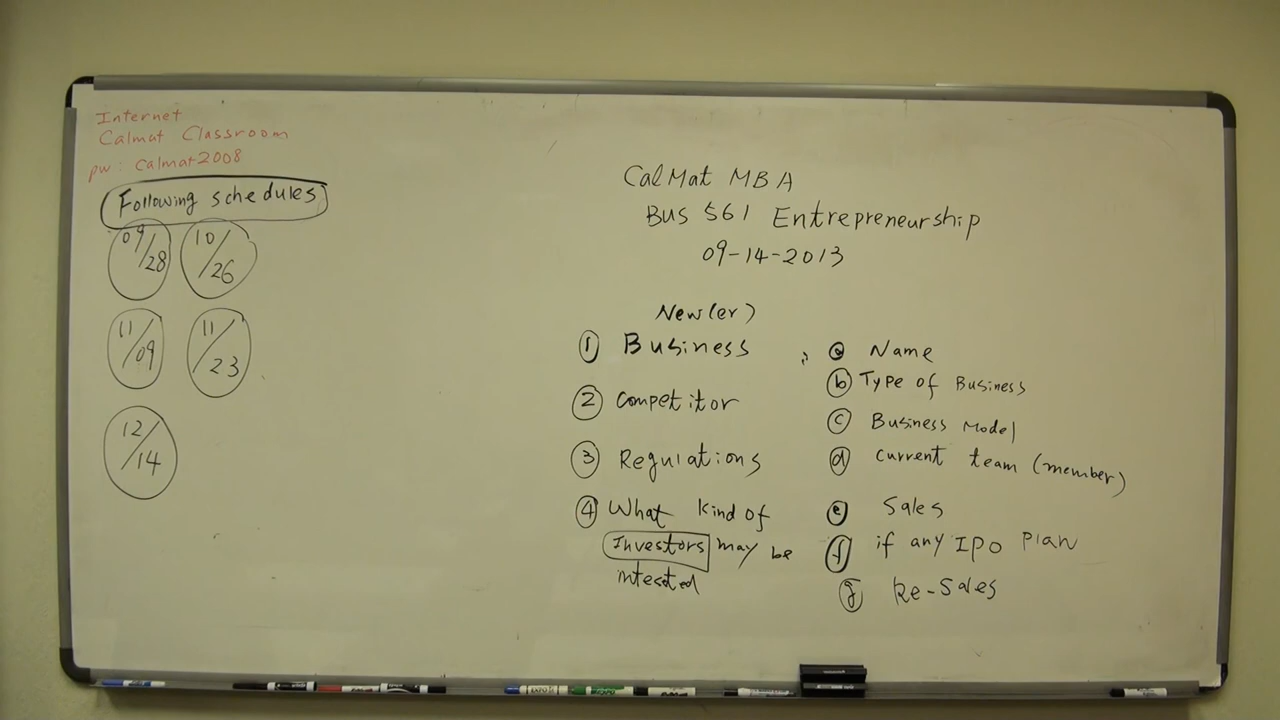 Internet
Calmat Classroom
pw: Calmat2008
Following schedules
09/28 10/26
11/09 11/23
12/14
CalMat MBA
Bus 561 Entrepreneurship
09-14-2013
New(er)
① Business
② Competitor
③ Regulations
④ What kind of
Investors may be
intersted
ⓐ Name
ⓑ Type of Business
ⓒ Business Model
ⓓ Current team (member)
ⓔ Sales
ⓕ if any IPO Plan
ⓖ Re-Sales
EXPO